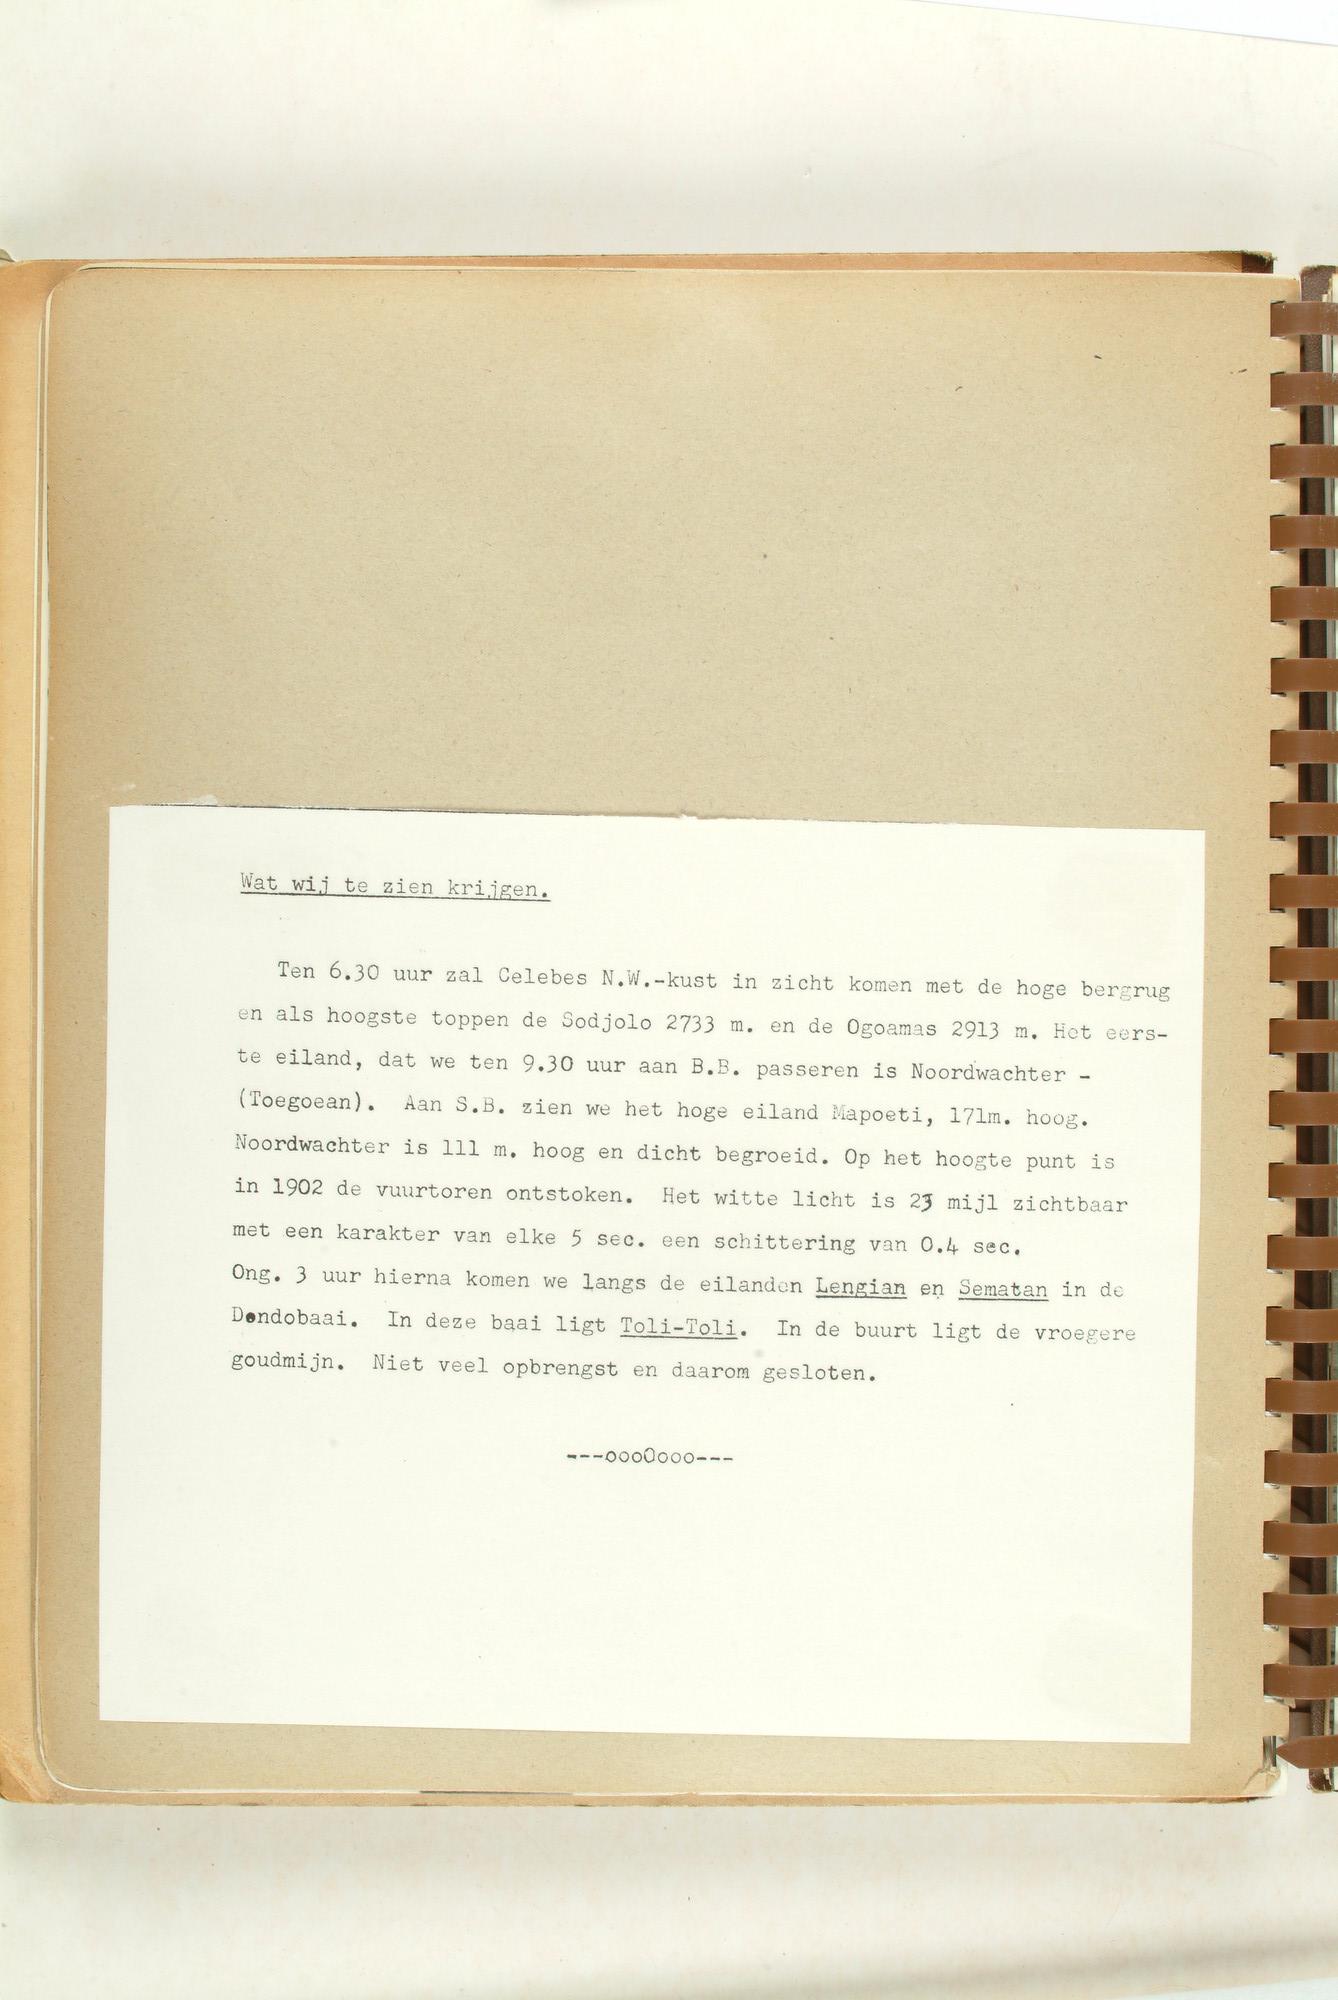 Wat wij te zien krijgen.
Ten 6.30 uur zal Celebes N.W.-kust in zicht komen met de hoge bergrug
en als hoogste toppen de Sodjolo 2733 m. en de Ogoamas 2913 m. Het eers-
te eiland, dat we ten 9.30 uur aan B.B. passeren is Noordwachter -
(Toegoean). Aan S.B. zien we het hoge eiland Mapoeti, 171m. hoog.
Noordwachter is 111 m. hoog en dicht begroeid. Op het hoogte punt is
in 1902 de vuurtoren ontstoken. Het witte licht is 23 mijl zichtbaar
met een karakter van elke 5 sec. een schittering van 0.4 sec.
Ong. 3 uur hierna komen we langs de eilanden Lengian en Sematan in de
Dondobaai. In deze baai ligt Toli-Toli. In de buurt ligt de vroegere
goudmijn. Niet veel opbrengst en daarom gesloten.
---oooOooo---